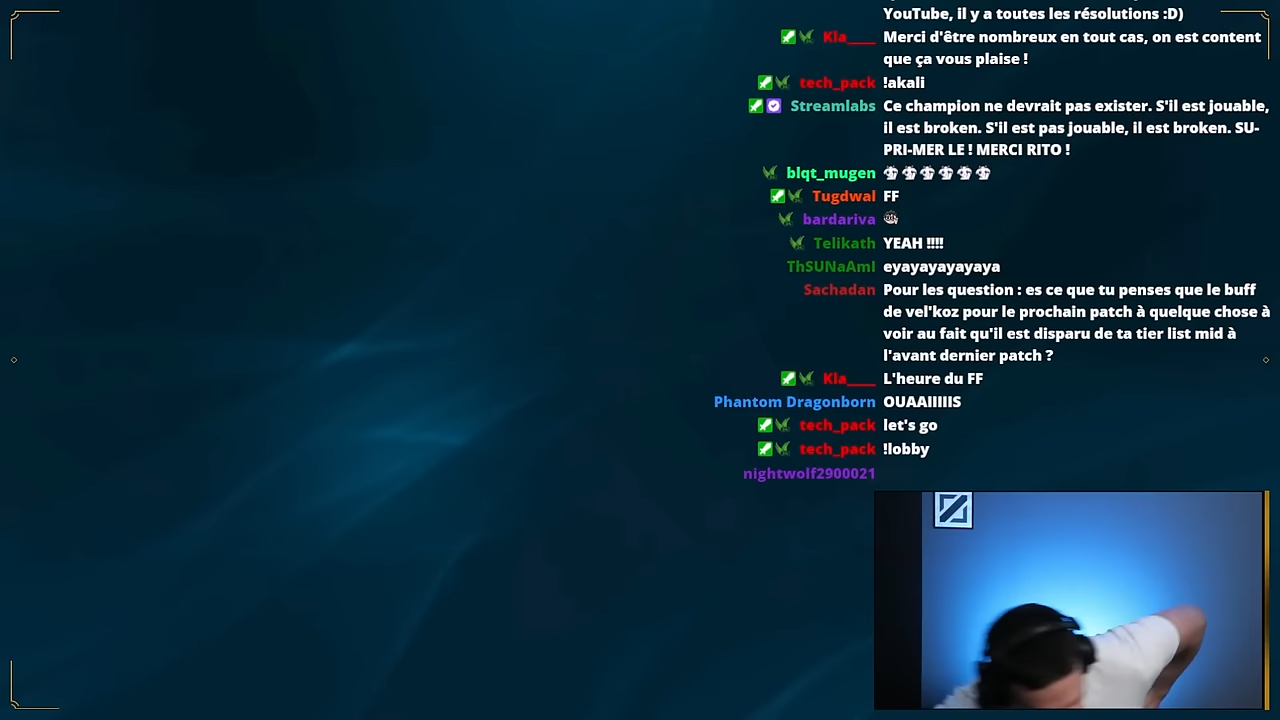 YouTube, il y a toutes les résolutions :D)
Kla____ Merci d'être nombreux en tout cas, on est content
que ça vous plaise !
tech_pack !akali
Streamlabs Ce champion ne devrait pas exister. S'il est jouable,
il est broken. S'il est pas jouable, il est broken. SU-
PRI-MER LE ! MERCI RITO !
blqt_mugen
Tugdwal FF
bardariva
Telikath YEAH !!!!
ThSUNaAmI eyayayayayaya
Sachadan Pour les question : es ce que tu penses que le buff
de vel'koz pour le prochain patch à quelque chose à
voir au fait qu'il est disparu de ta tier list mid à
l'avant dernier patch ?
Kla____ L'heure du FF
Phantom Dragonborn OUAAIIIIIS
tech_pack let's go
tech_pack !lobby
nightwolf2900021